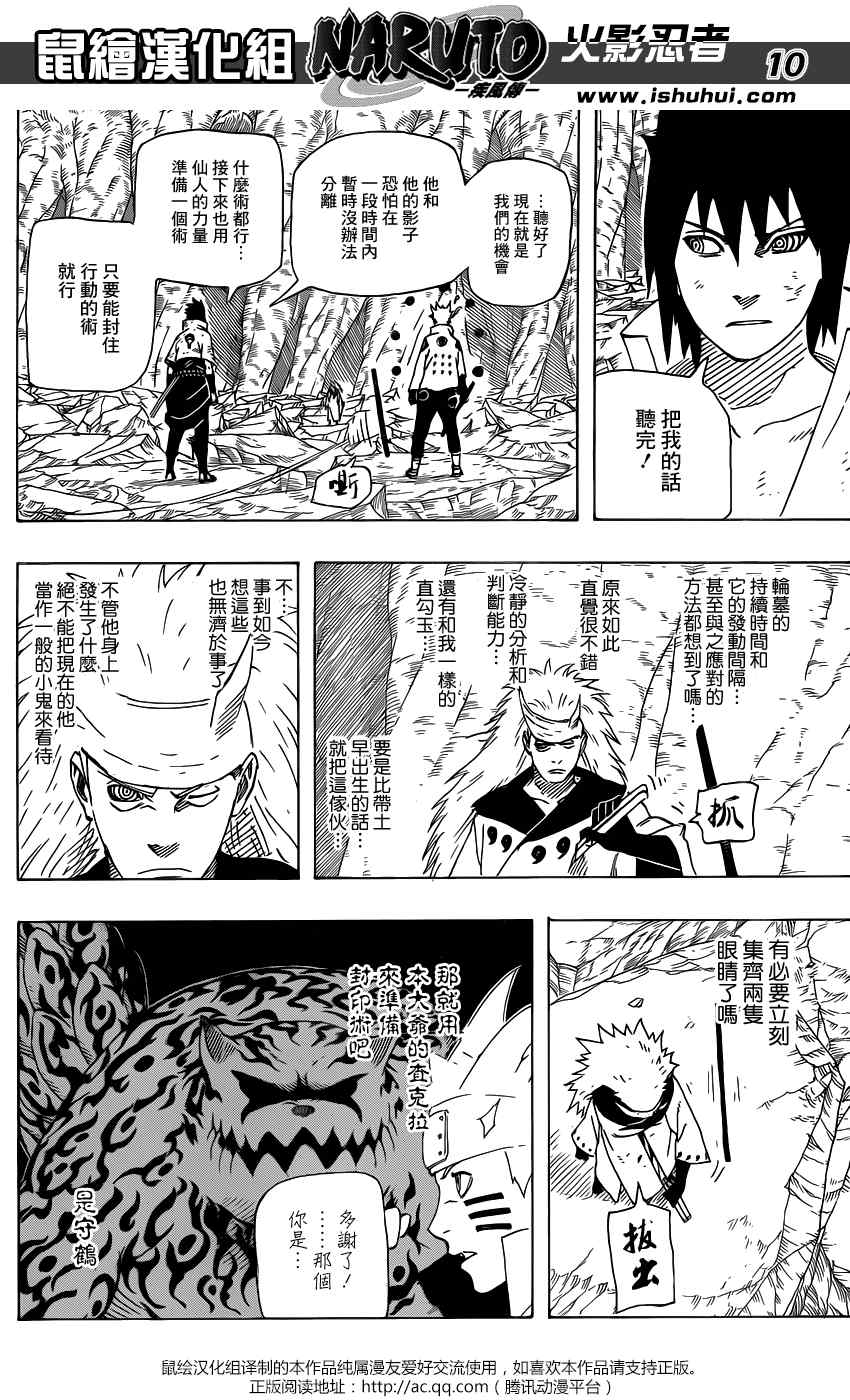 鼠繪漢化組
NARUTO
疾風傳
火影忍者
10
www.ishuhui.com
把我的話
聽完！
…聽好了
現在就是
我們的機會
他和
他的影子
恐怕在
一段時間內
暫時沒辦法
分離
什麼術都行…
接下來也用
仙人的力量
準備一個術
只要能封住
行動的術
就行
嘶
輪墓的
持續時間和
它的發動間隔…
甚至與之應對的
方法都想到了嗎…
原來如此
直覺很不錯
冷靜的分析和
判斷能力…
還有和我一樣的
直勾玉…
要是比帶土
早出生的話…
就把這傢伙…
抓
不…
事到如今
想這些
也無濟於事了
不管他身上
發生了什麼
絕不能把現在的他
當作一般的小鬼來看待
有必要立刻
集齊兩隻
眼睛了嗎
拔出
那就用
本大爺的查克拉
來準備
封印術吧
多謝了！
……那個
你是…
是守鶴
鼠绘汉化组译制的本作品纯属漫友爱好交流使用，如喜欢本作品请支持正版。
正版阅读地址：http://ac.qq.com（腾讯动漫平台）